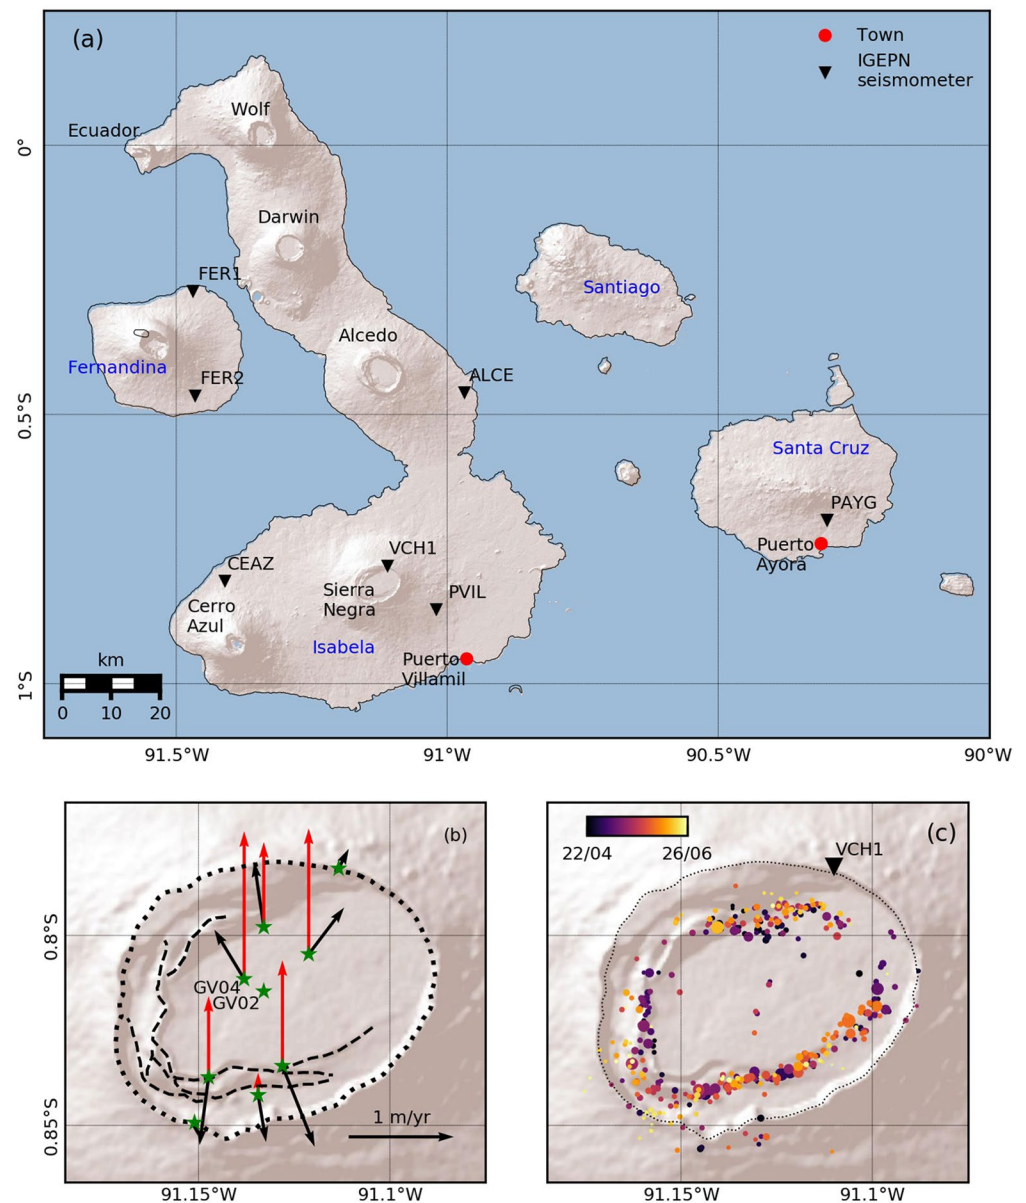 (a)
Town
IGEPN
seismometer
Wolf
Ecuador
0°
Darwin
FER1
Santiago
Alcedo
Fernandina
FER2
ALCE
0.5°S
Santa Cruz
PAYG
Puerto
Ayora
VCH1
CEAZ
Sierra
Negra
PVIL
Cerro
Azul
Isabela
Puerto
Villamil
km
0 10 20
1°S
91.5°W 91°W 90.5°W 90°W
(b)
GV04
GV02
1 m/yr
0.8°S
0.85°S
91.15°W 91.1°W
(c)
22/04 26/06
VCH1
91.15°W 91.1°W